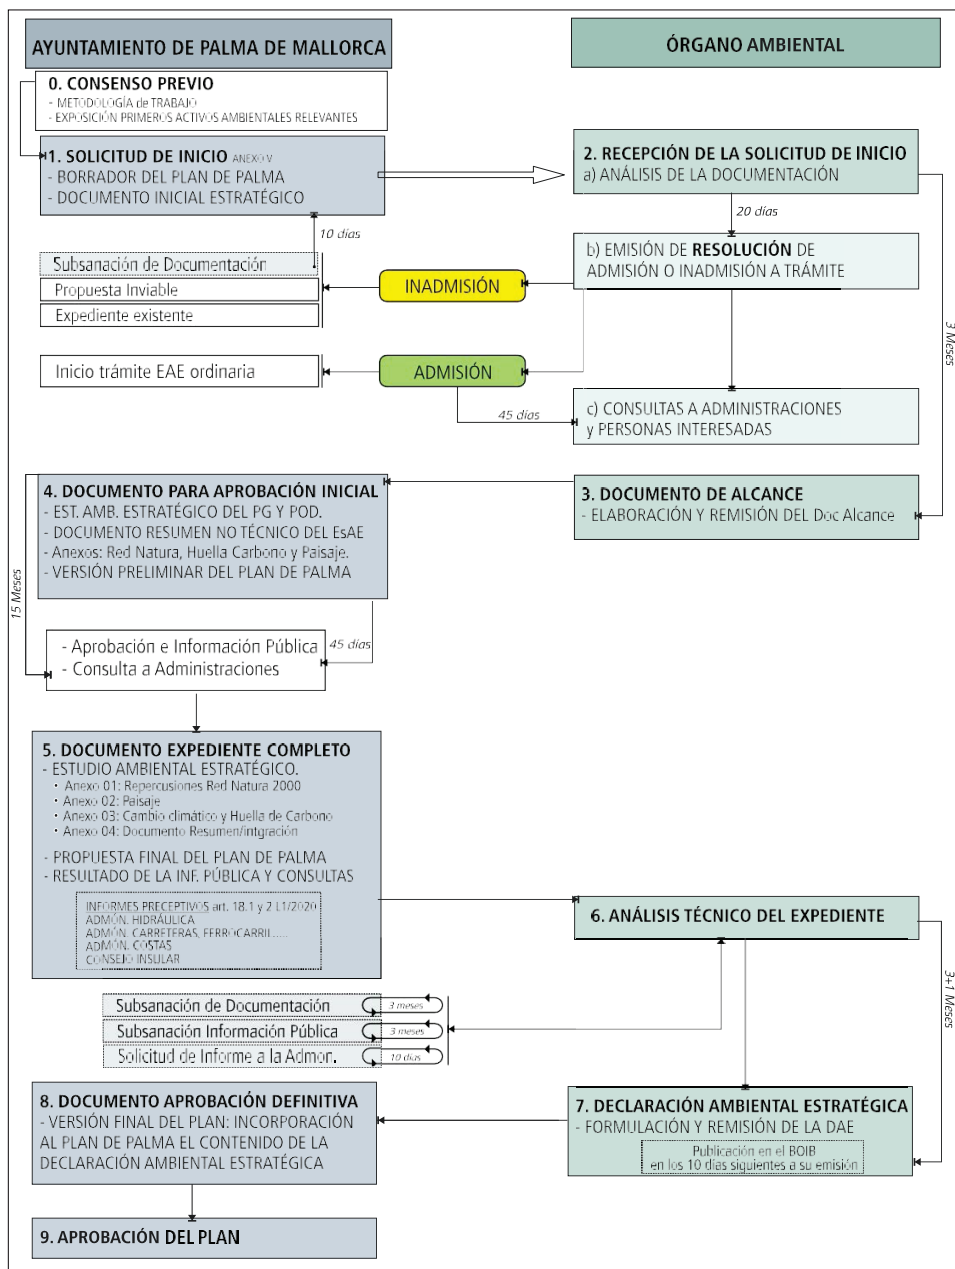 AYUNTAMIENTO DE PALMA DE MALLORCA
ÓRGANO AMBIENTAL
0. CONSENSO PREVIO
- METODOLOGÍA de TRABAJO
- EXPOSICIÓN PRIMEROS ACTIVOS AMBIENTALES RELEVANTES
1. SOLICITUD DE INICIO ANEXO V
- BORRADOR DEL PLAN DE PALMA
- DOCUMENTO INICIAL ESTRATÉGICO
2. RECEPCIÓN DE LA SOLICITUD DE INICIO
a) ANÁLISIS DE LA DOCUMENTACIÓN
20 días
10 días
b) EMISIÓN DE RESOLUCIÓN DE
ADMISIÓN O INADMISIÓN A TRÁMITE
Subsanación de Documentación
Propuesta Inviable
Expediente existente
INADMISIÓN
3 Meses
Inicio trámite EAE ordinaria
ADMISIÓN
45 días
c) CONSULTAS A ADMINISTRACIONES
y PERSONAS INTERESADAS
4. DOCUMENTO PARA APROBACIÓN INICIAL
- EST. AMB. ESTRATÉGICO DEL PG Y POD.
- DOCUMENTO RESUMEN NO TÉCNICO DEL EsAE
- Anexos: Red Natura, Huella Carbono y Paisaje.
- VERSIÓN PRELIMINAR DEL PLAN DE PALMA
3. DOCUMENTO DE ALCANCE
- ELABORACIÓN Y REMISIÓN DEL Doc Alcance
15 Meses
45 días
- Aprobación e Información Pública
- Consulta a Administraciones
5. DOCUMENTO EXPEDIENTE COMPLETO
- ESTUDIO AMBIENTAL ESTRATÉGICO.
• Anexo 01: Repercusiones Red Natura 2000
• Anexo 02: Paisaje
• Anexo 03: Cambio climático y Huella de Carbono
• Anexo 04: Documento Resumen/intgración
- PROPUESTA FINAL DEL PLAN DE PALMA
- RESULTADO DE LA INF. PÚBLICA Y CONSULTAS
INFORMES PRECEPTIVOS art. 18.1 y 2 L1/2020
ADMÓN. HIDRÁULICA
ADMÓN. CARRETERAS, FERROCARRIL.....
ADMÓN. COSTAS
CONSEJO INSULAR
6. ANÁLISIS TÉCNICO DEL EXPEDIENTE
3+1 Meses
Subsanación de Documentación
3 meses
Subsanación Información Pública
3 meses
Solicitud de Informe a la Admon.
10 días
8. DOCUMENTO APROBACIÓN DEFINITIVA
- VERSIÓN FINAL DEL PLAN: INCORPORACIÓN
AL PLAN DE PALMA EL CONTENIDO DE LA
DECLARACIÓN AMBIENTAL ESTRATÉGICA
7. DECLARACIÓN AMBIENTAL ESTRATÉGICA
- FORMULACIÓN Y REMISIÓN DE LA DAE
Publicación en el BOIB
en los 10 días siguientes a su emisión
9. APROBACIÓN DEL PLAN